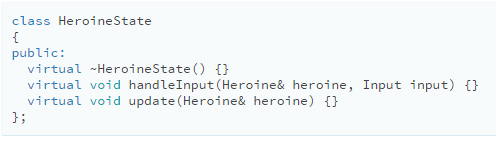 class HeroineState
{
public:
  virtual ~HeroineState() {}
  virtual void handleInput(Heroine& heroine, Input input) {}
  virtual void update(Heroine& heroine) {}
};